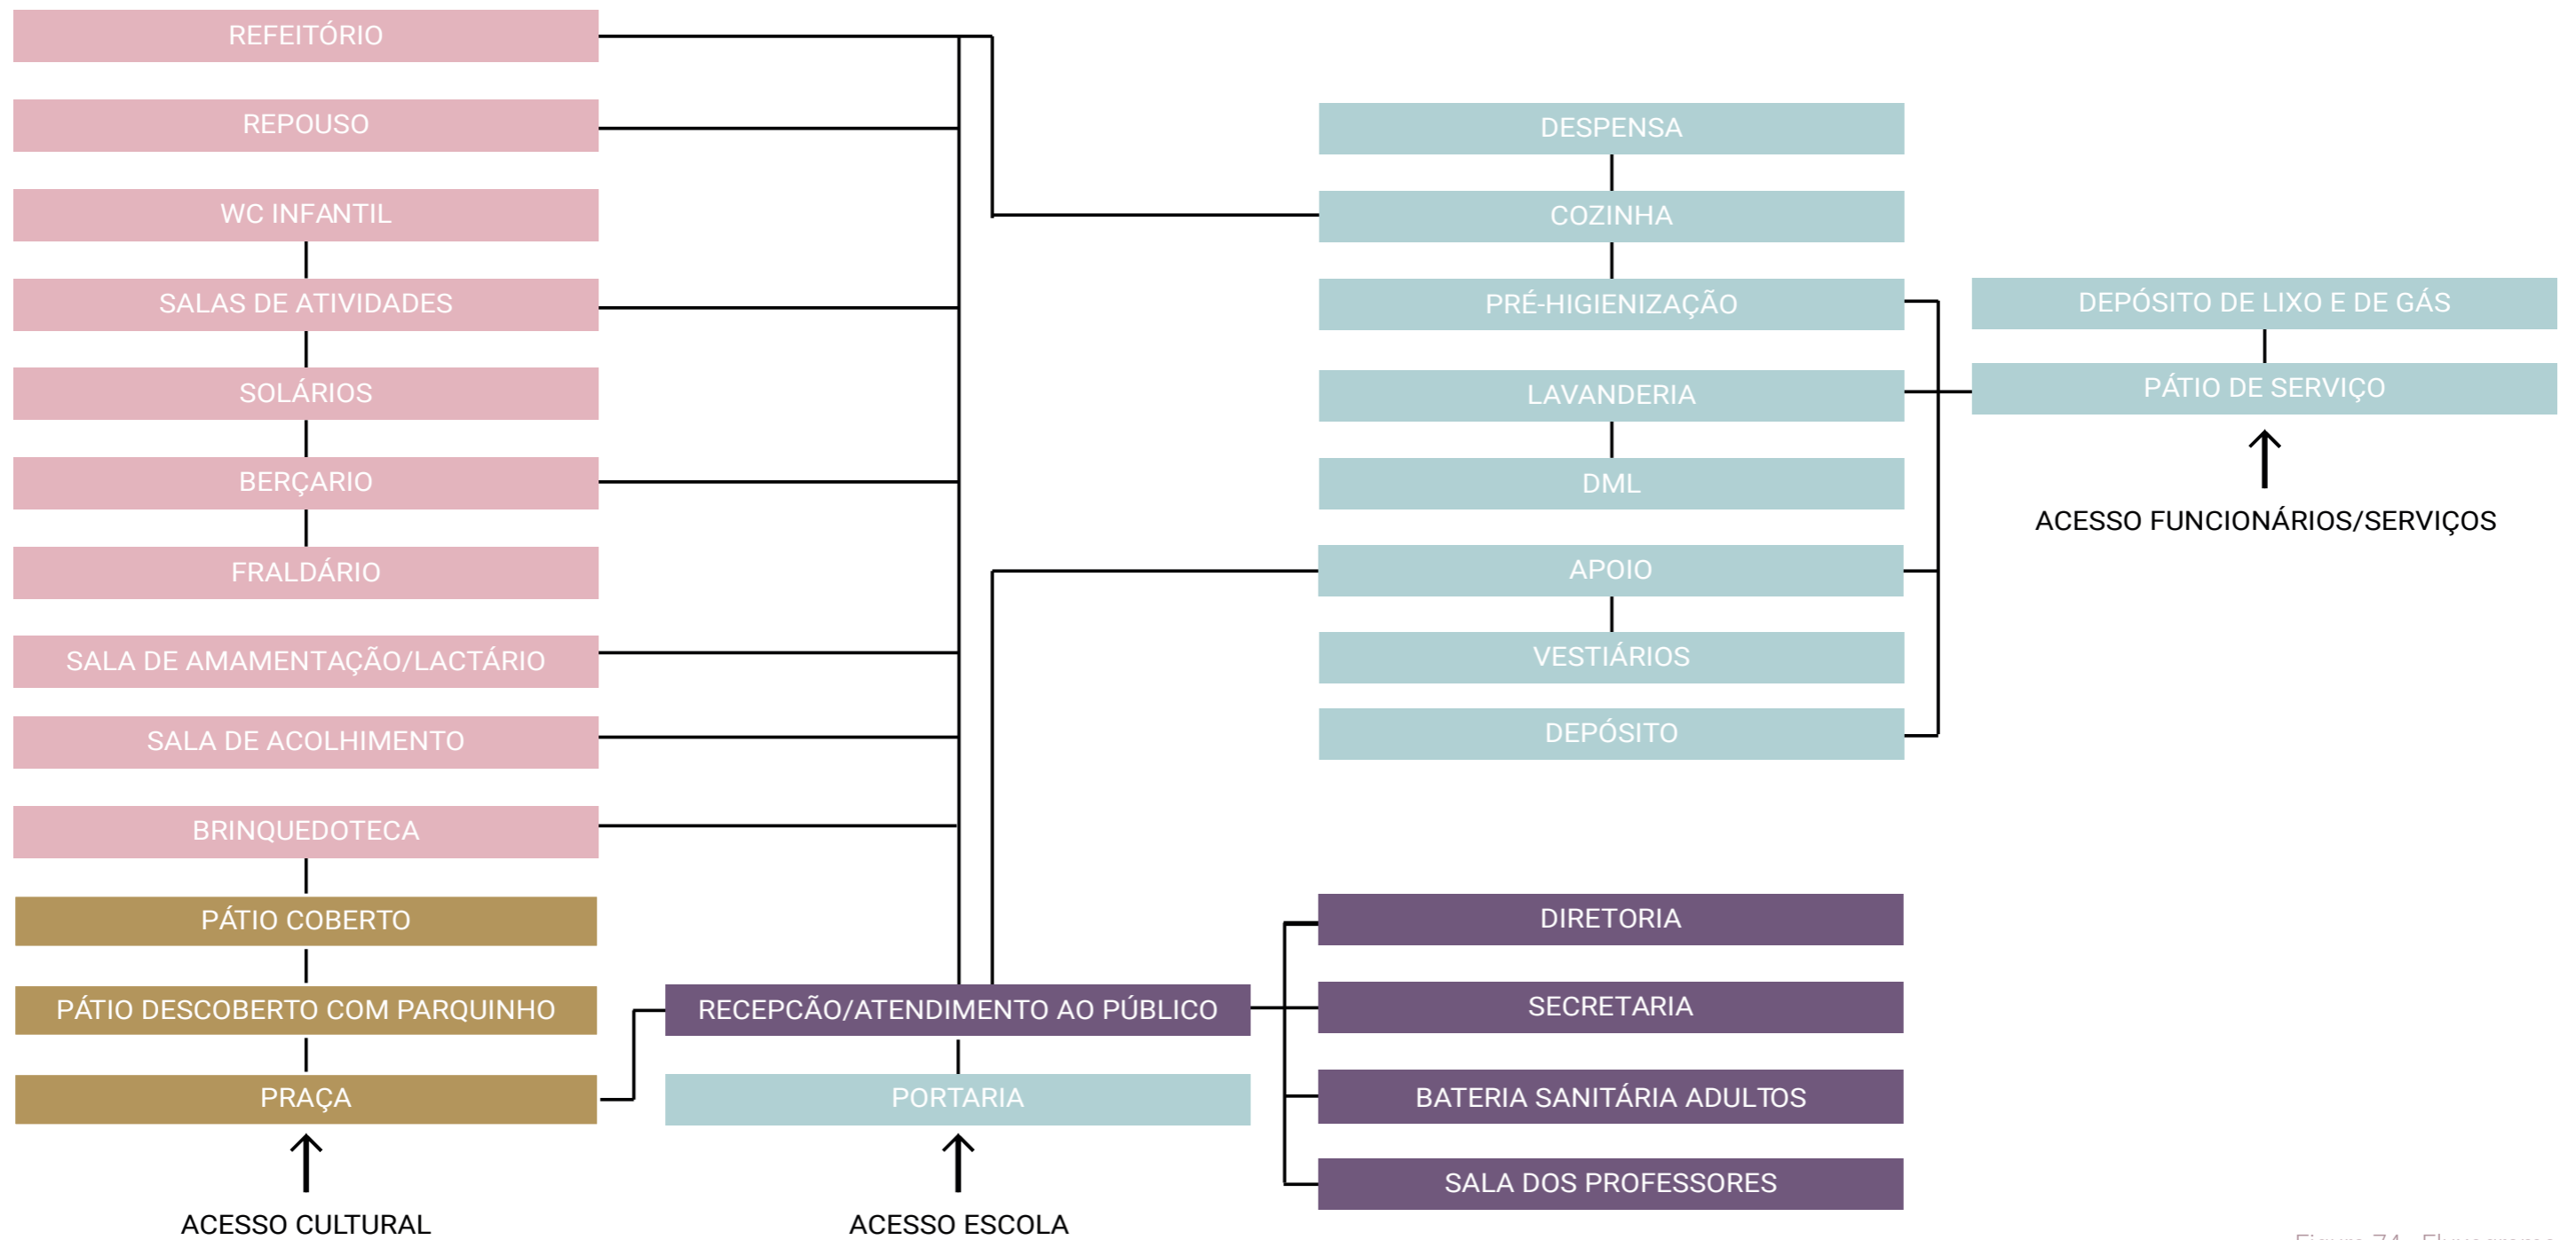 REFEITÓRIO
REPOUSO
WC INFANTIL
SALAS DE ATIVIDADES
SOLÁRIOS
BERÇARIO
FRALDÁRIO
SALA DE AMAMENTAÇÃO/LACTÁRIO
SALA DE ACOLHIMENTO
BRINQUEDOTECA
PÁTIO COBERTO
PÁTIO DESCOBERTO COM PARQUINHO
PRAÇA
ACESSO CULTURAL
RECEPCÃO/ATENDIMENTO AO PÚBLICO
PORTARIA
ACESSO ESCOLA
DESPENSA
COZINHA
PRÉ-HIGIENIZAÇÃO
LAVANDERIA
DML
APOIO
VESTIÁRIOS
DEPÓSITO
DIRETORIA
SECRETARIA
BATERIA SANITÁRIA ADULTOS
SALA DOS PROFESSORES
DEPÓSITO DE LIXO E DE GÁS
PÁTIO DE SERVIÇO
ACESSO FUNCIONÁRIOS/SERVIÇOS